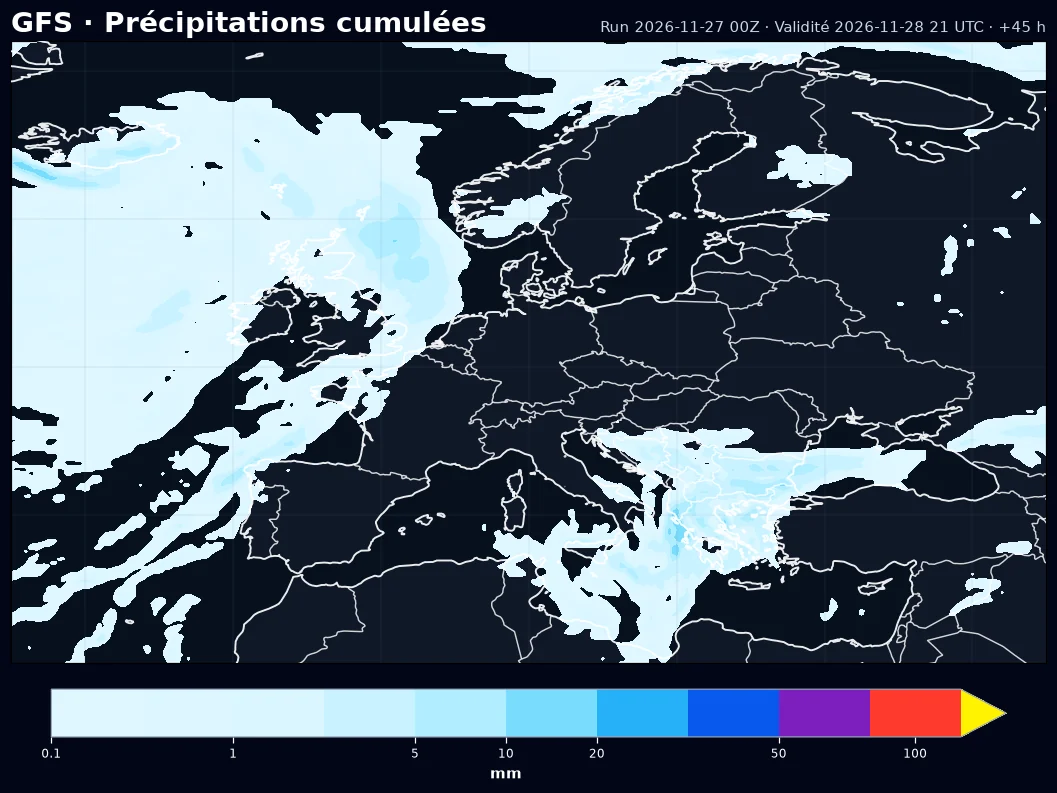 GFS · Précipitations cumulées
Run 2026-11-27 00Z · Validité 2026-11-28 21 UTC · +45 h
0.1 1 5 10 20 50 100
mm